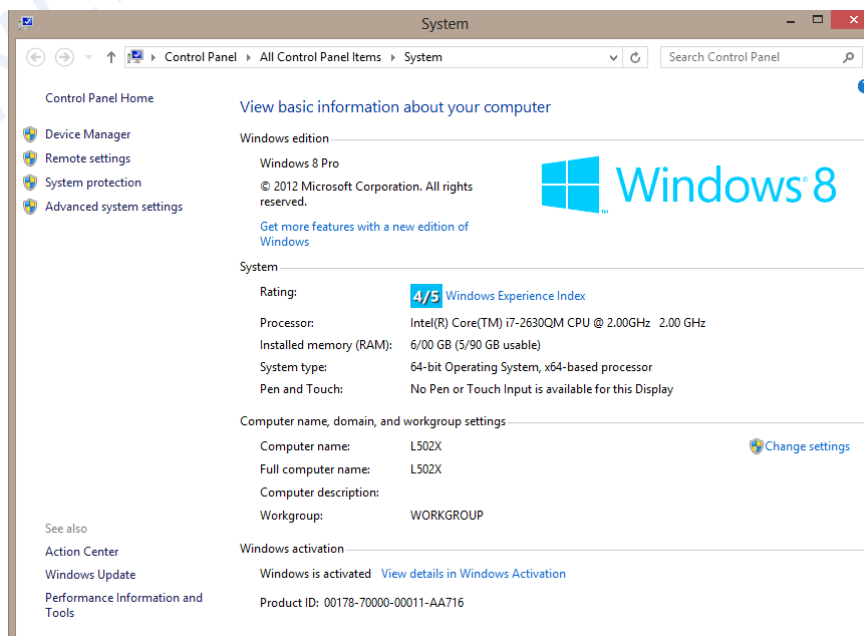 System
Control Panel All Control Panel Items System
Search Control Panel
Control Panel Home
Device Manager
Remote settings
System protection
Advanced system settings
View basic information about your computer
Windows edition
Windows 8 Pro
© 2012 Microsoft Corporation. All rights
reserved.
Get more features with a new edition of
Windows
Windows 8
System
Rating: 4/5 Windows Experience Index
Processor: Intel(R) Core(TM) i7-2630QM CPU @ 2.00GHz 2.00 GHz
Installed memory (RAM): 6/00 GB (5/90 GB usable)
System type: 64-bit Operating System, x64-based processor
Pen and Touch: No Pen or Touch Input is available for this Display
Computer name, domain, and workgroup settings
Computer name: L502X
Change settings
Full computer name: L502X
Computer description:
Workgroup: WORKGROUP
Windows activation
Windows is activated View details in Windows Activation
Product ID: 00178-70000-00011-AA716
See also
Action Center
Windows Update
Performance Information and
Tools